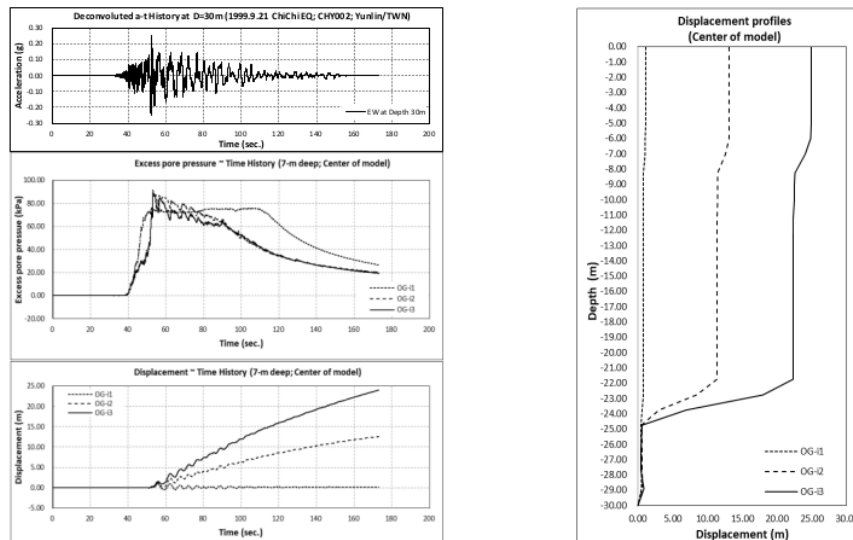 Deconvoluted a-t History at D=30m (1999.9.21 ChiChi EQ; CHY002; Yunlin/TWN)
0.30
0.20
0.10
0.00
-0.10
-0.20
-0.30
Acceleration (g)
EW at Depth 30m
0 20 40 60 80 100 120 140 160 180 200
Time (sec.)
Excess pore pressure ~ Time History (7-m deep; Center of model)
100.00
80.00
60.00
40.00
20.00
0.00
-20.00
Excess pore pressue (kPa)
OG-i1
OG-i2
OG-i3
0 20 40 60 80 100 120 140 160 180 200
Time (sec.)
Displacement ~ Time History (7-m deep; Center of model)
25.00
20.00
15.00
10.00
5.00
0.00
-5.00
Displacement (m)
OG-i1
OG-i2
OG-i3
0 20 40 60 80 100 120 140 160 180 200
Time (sec.)
Displacement profiles
(Center of model)
0.00
-1.00
-2.00
-3.00
-4.00
-5.00
-6.00
-7.00
-8.00
-9.00
-10.00
-11.00
-12.00
-13.00
-14.00
-15.00
-16.00
-17.00
-18.00
-19.00
-20.00
-21.00
-22.00
-23.00
-24.00
-25.00
-26.00
-27.00
-28.00
-29.00
-30.00
Depth (m)
OG-i1
OG-i2
OG-i3
0.00 5.00 10.00 15.00 20.00 25.00 30.0
Displacement (m)